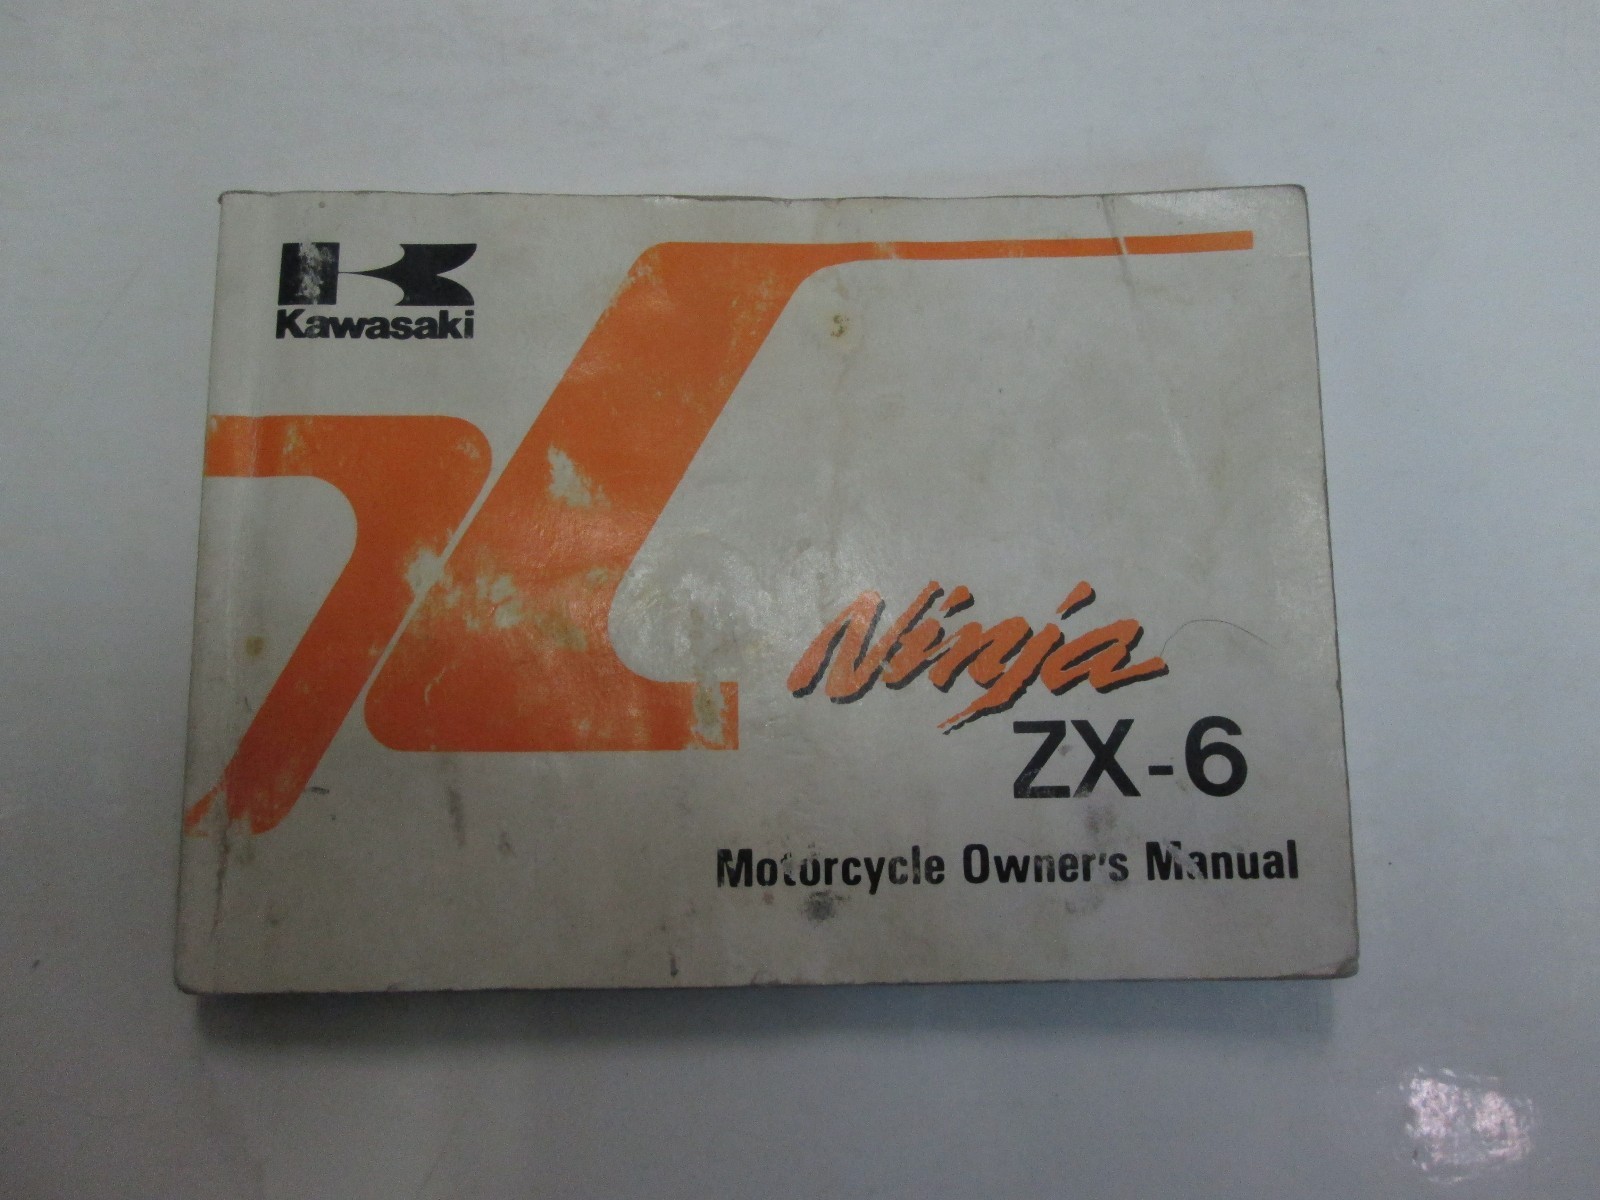 Kawasaki
Ninja
ZX-6
Motorcycle Owner's Manual